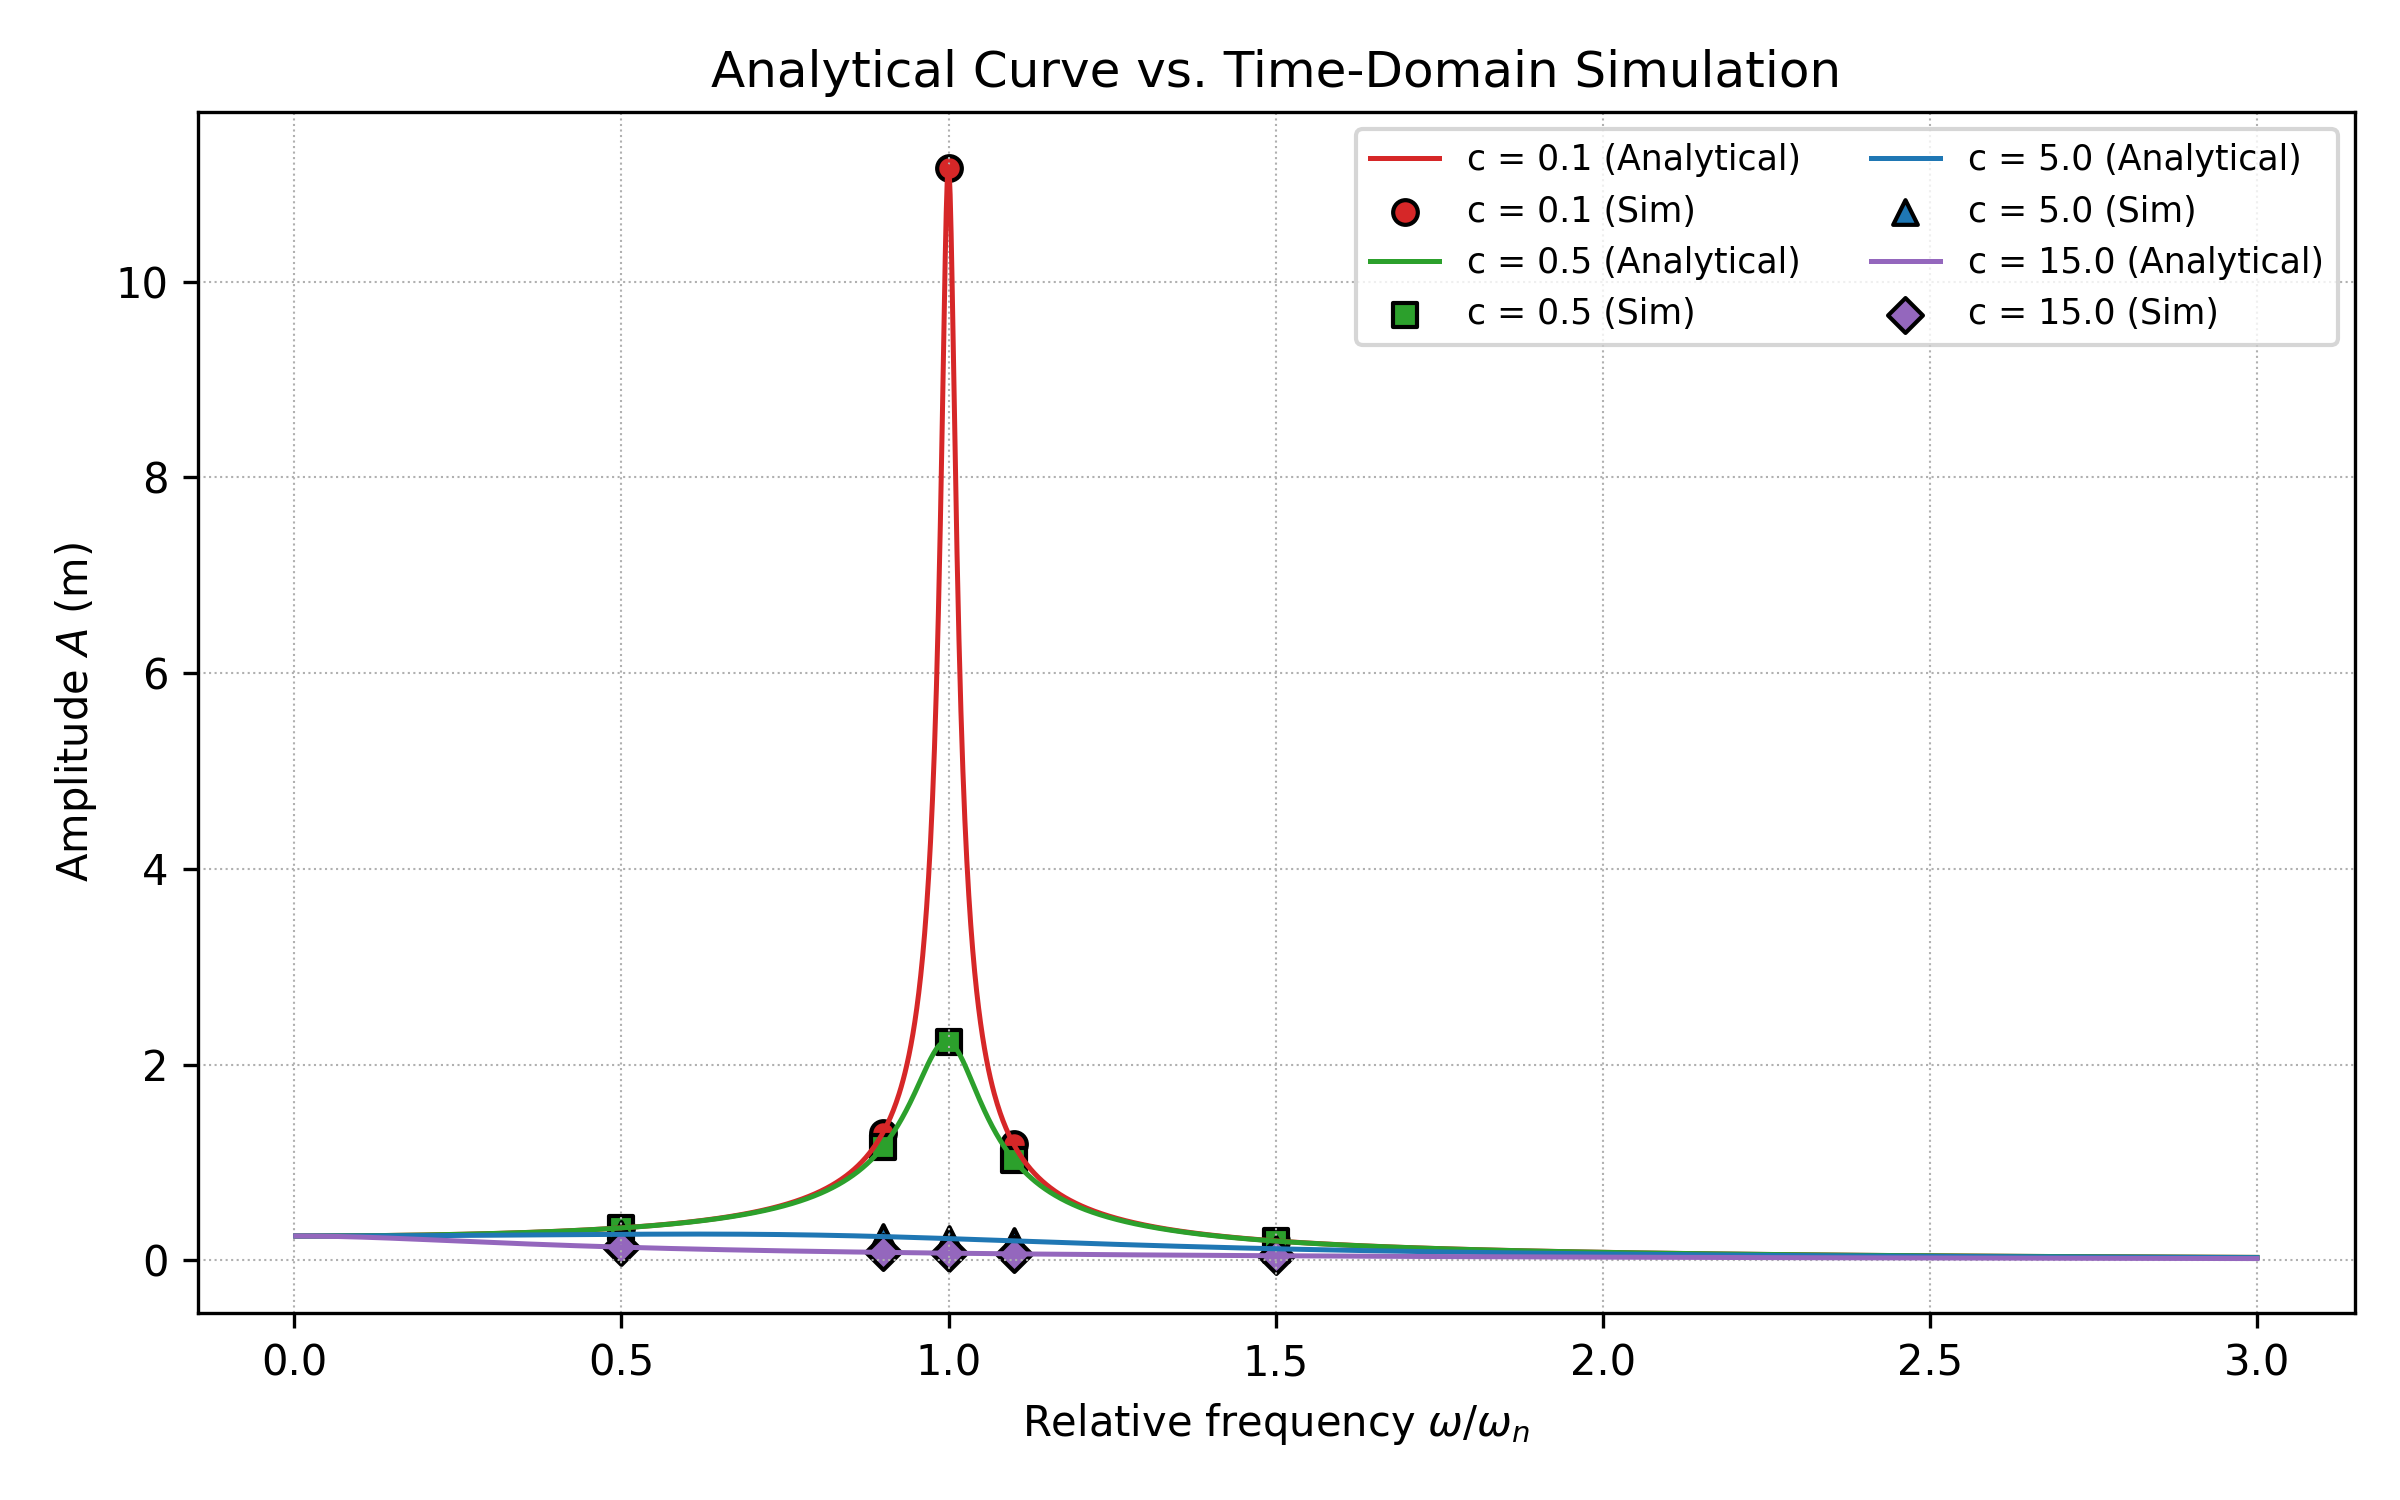 Analytical Curve vs. Time-Domain Simulation
c = 0.1 (Analytical)
c = 0.1 (Sim)
c = 0.5 (Analytical)
c = 0.5 (Sim)
c = 5.0 (Analytical)
c = 5.0 (Sim)
c = 15.0 (Analytical)
c = 15.0 (Sim)
Amplitude A (m)
10
8
6
4
2
0
0.0 0.5 1.0 1.5 2.0 2.5 3.0
Relative frequency ω/ωₙ